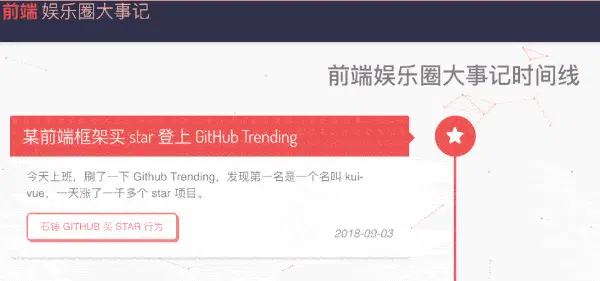 前端 娱乐圈大事记
前端娱乐圈大事记时间线
某前端框架买 star 登上 GitHub Trending
今天上班，刷了一下 Github Trending，发现第一名是一个名叫 kui-
vue，一天涨了一千多个 star 项目。
石锤 GITHUB 买 STAR 行为
2018-09-03